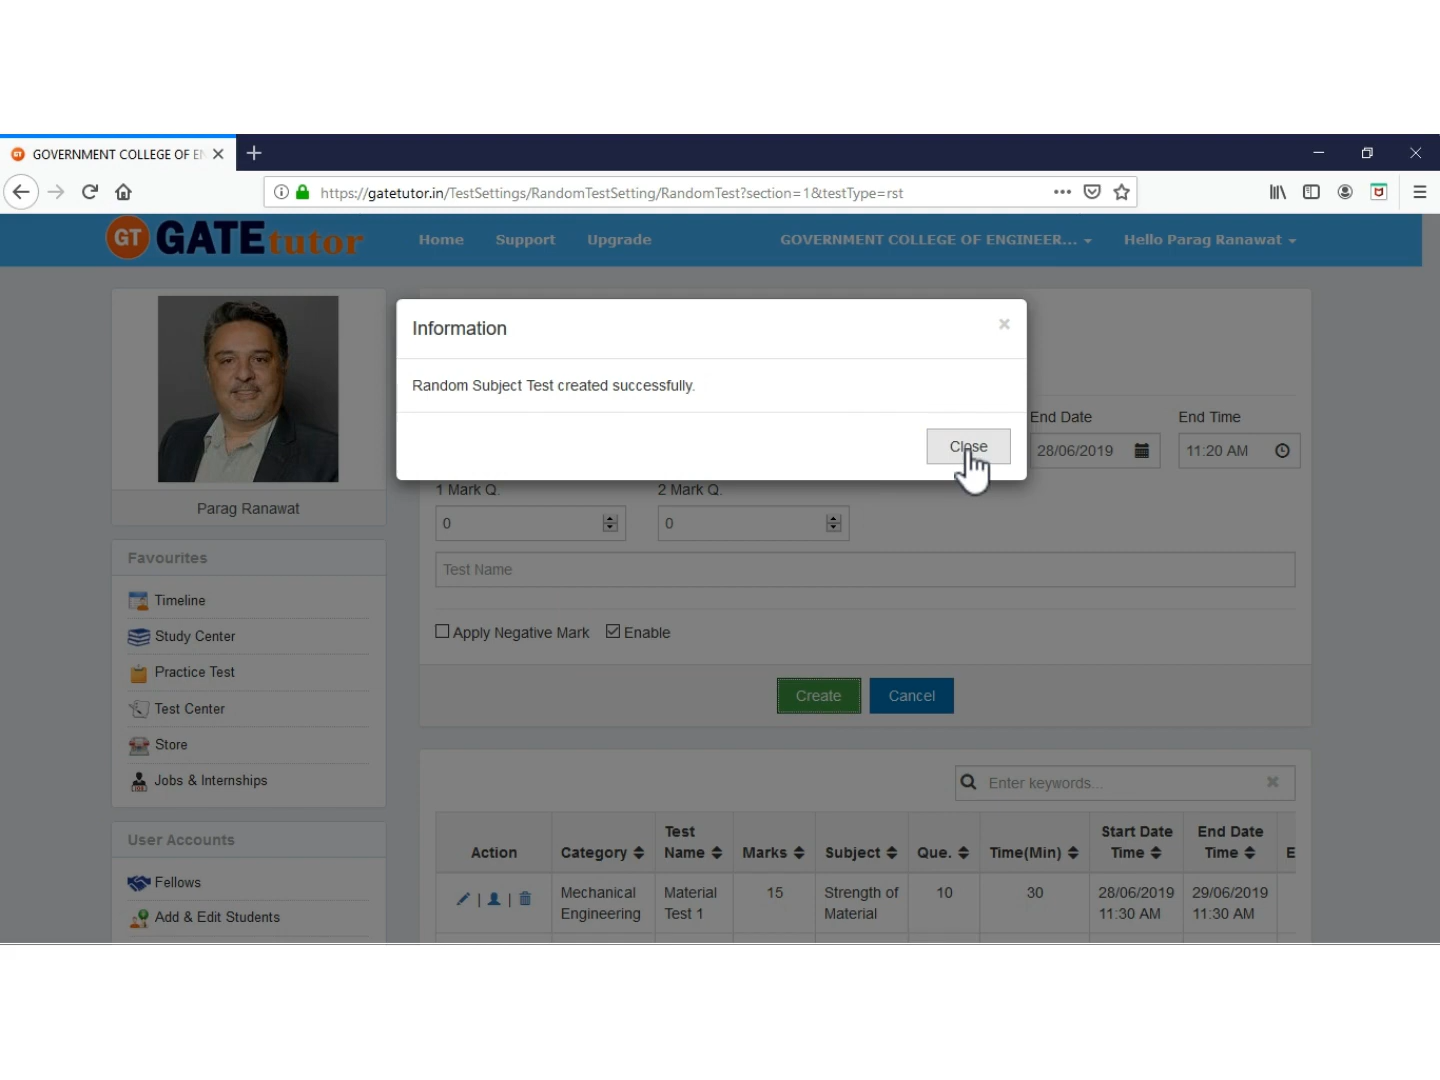 GT GOVERNMENT COLLEGE OF EN
https://gatetutor.in/TestSettings/RandomTestSetting/RandomTest?section=1&testType=rst
GT GATEtutor Home Support Upgrade GOVERNMENT COLLEGE OF ENGINEER... Hello Parag Ranawat
Information
Random Subject Test created successfully.
Close
End Date End Time
28/06/2019 11:20 AM
1 Mark Q. 2 Mark Q.
0 0
Test Name
Apply Negative Mark Enable
Create Cancel
Parag Ranawat
Favourites
Timeline
Study Center
Practice Test
Test Center
Store
Jobs & Internships
User Accounts
Fellows
Add & Edit Students
Enter keywords...
Action Category Test Name Marks Subject Que. Time(Min) Start Date Time End Date Time E
Mechanical Material 15 Strength of 10 30 28/06/2019 29/06/2019
Engineering Test 1 Material 11:30 AM 11:30 AM